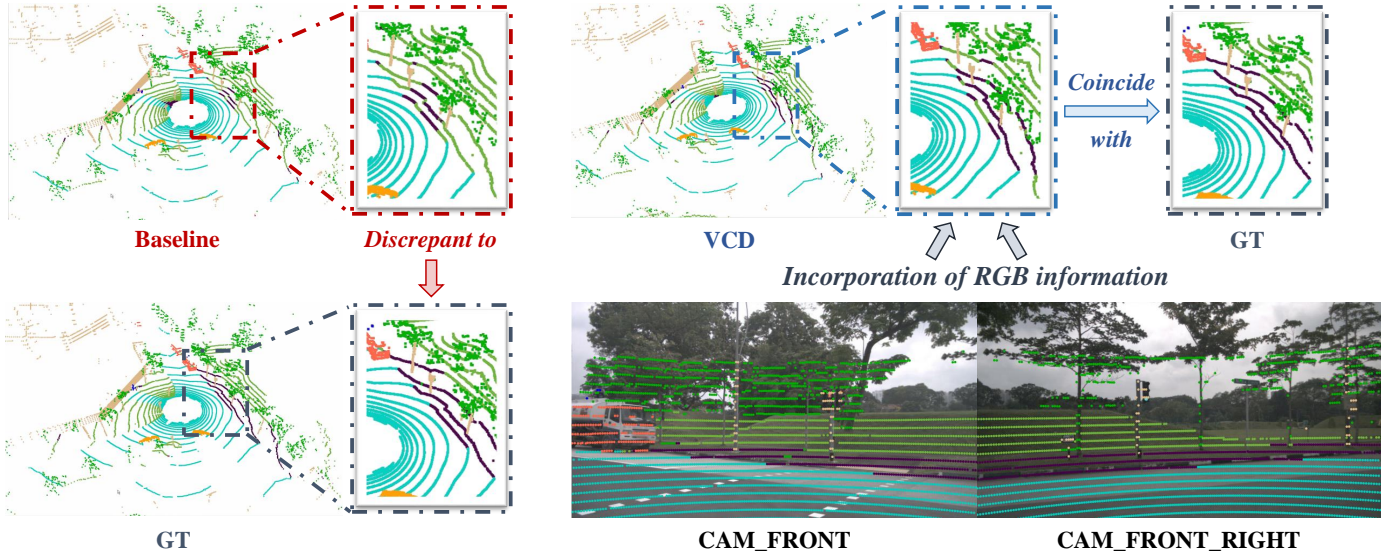 Baseline
Discrepant to
VCD
Coincide
with
GT
Incorporation of RGB information
GT
CAM_FRONT
CAM_FRONT_RIGHT